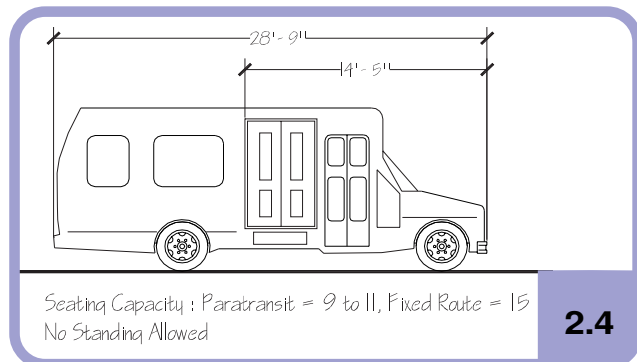 28'-9"
14'-5"
Seating Capacity : Paratransit = 9 to 11, Fixed Route = 15
No Standing Allowed
2.4